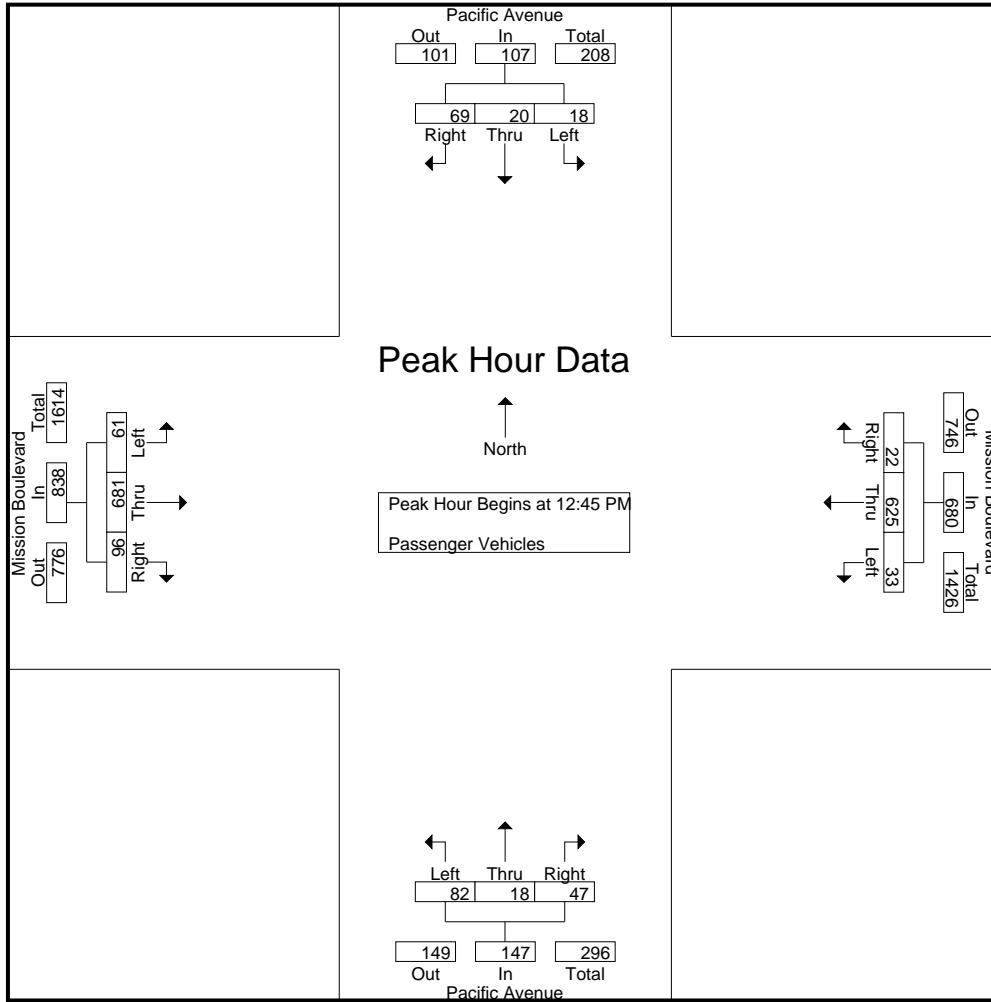 Pacific Avenue
Out In Total
101 107 208
69 20 18
Right Thru Left
Peak Hour Data
North
Peak Hour Begins at 12:45 PM
Passenger Vehicles
Mission Boulevard
Total In Out
1614 838 776
61 681 96
Left Thru Right
Right Thru Left
22 625 33
746 680 1426
Out In Total
Mission Boulevard
Left Thru Right
82 18 47
149 147 296
Out In Total
Pacific Avenue